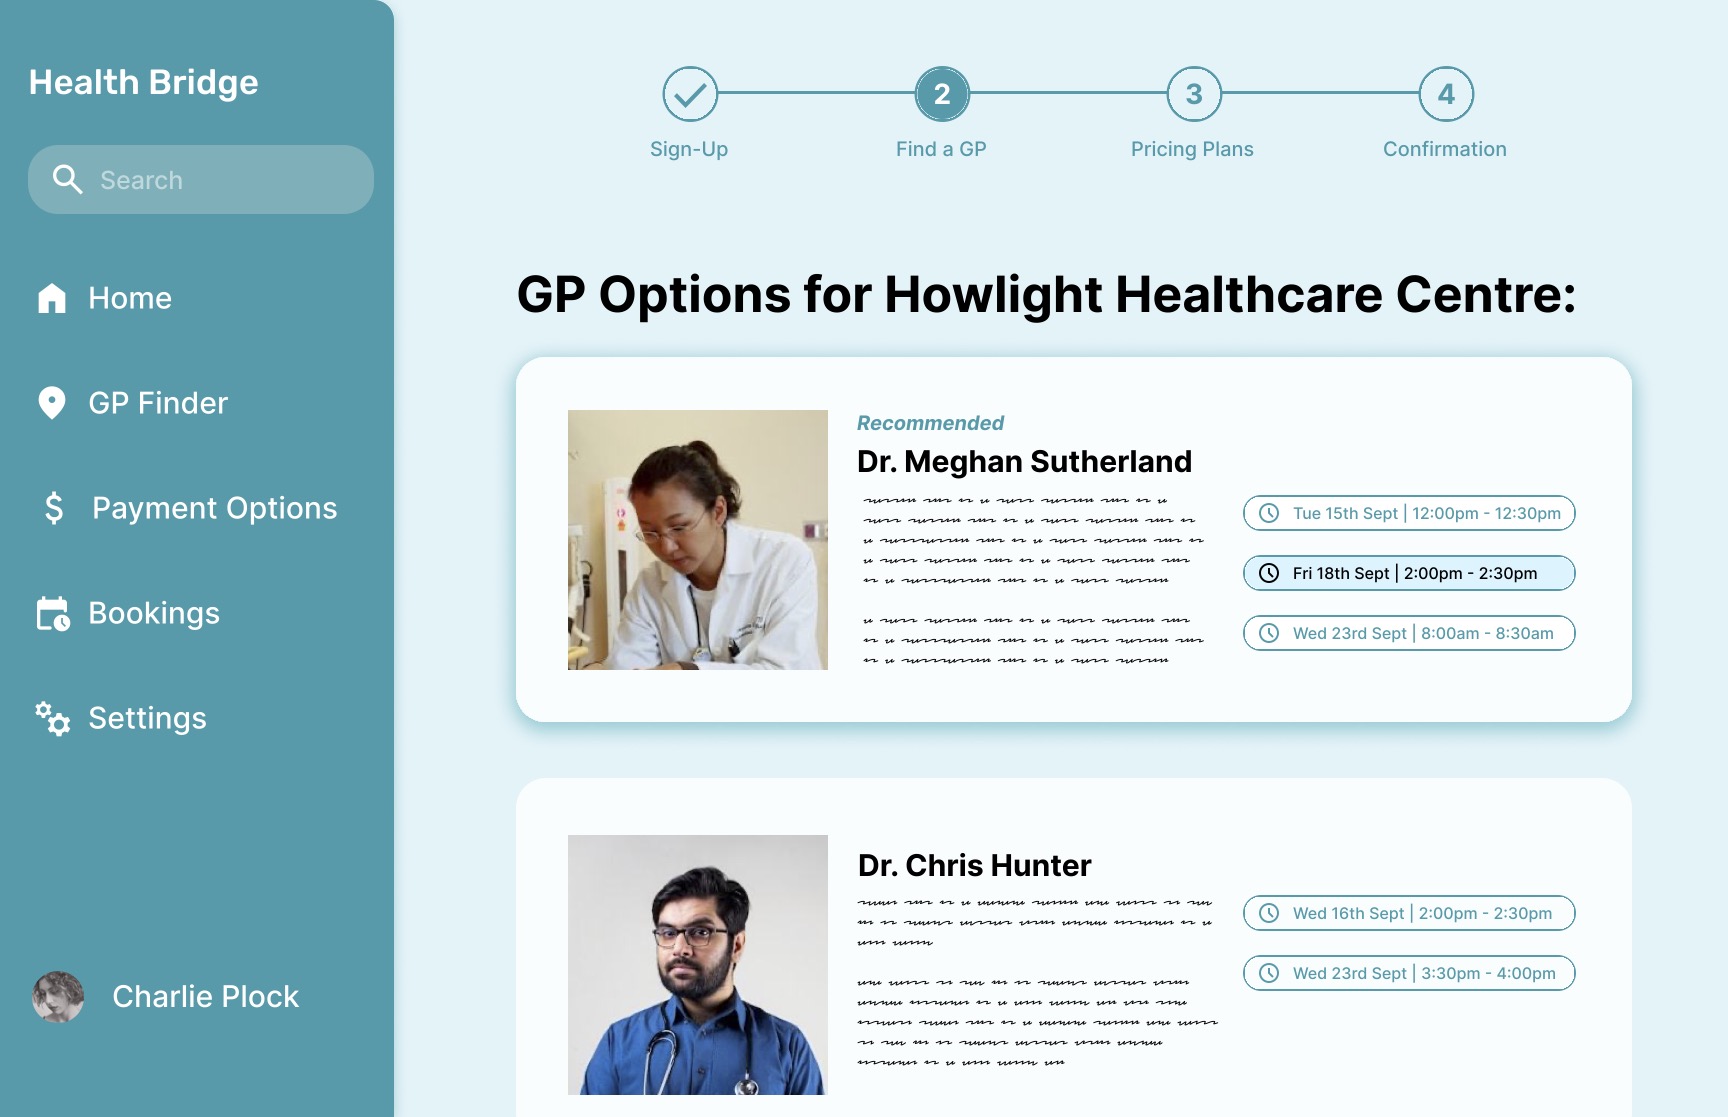 Health Bridge
Search
Home
GP Finder
$ Payment Options
Bookings
Settings
Charlie Plock
2
3
4
Sign-Up
Find a GP
Pricing Plans
Confirmation
GP Options for Howlight Healthcare Centre:
Recommended
Dr. Meghan Sutherland
Tue 15th Sept | 12:00pm - 12:30pm
Fri 18th Sept | 2:00pm - 2:30pm
Wed 23rd Sept | 8:00am - 8:30am
Dr. Chris Hunter
Wed 16th Sept | 2:00pm - 2:30pm
Wed 23rd Sept | 3:30pm - 4:00pm